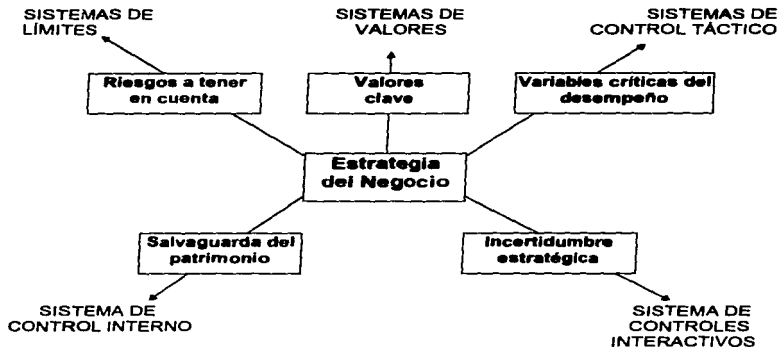 SISTEMAS DE
LÍMITES
SISTEMAS DE
VALORES
SISTEMAS DE
CONTROL TÁCTICO
Riesgos a tener
en cuenta
Valores
clave
Variables críticas del
desempeño
Estrategia
del Negocio
Salvaguarda del
patrimonio
Incertidumbre
estratégica
SISTEMA DE
CONTROL INTERNO
SISTEMA DE
CONTROLES
INTERACTIVOS